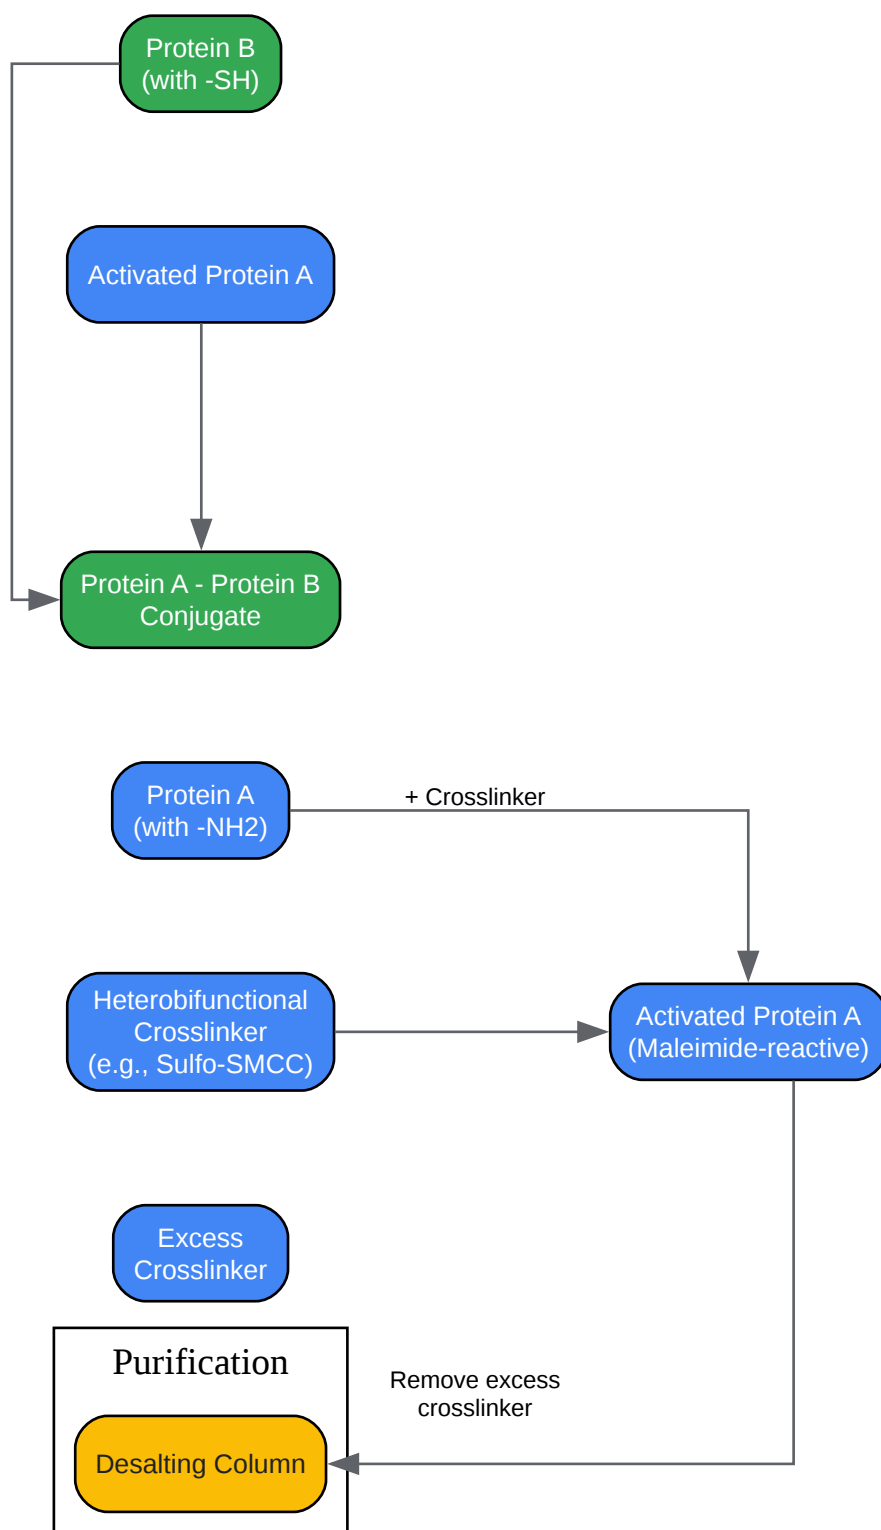 Protein B
(with -SH)
Activated Protein A
Protein A - Protein B
Conjugate
Protein A
(with -NH2)
+ Crosslinker
Heterobifunctional
Crosslinker
(e.g., Sulfo-SMCC)
Activated Protein A
(Maleimide-reactive)
Excess
Crosslinker
Purification
Remove excess
crosslinker
Desalting Column